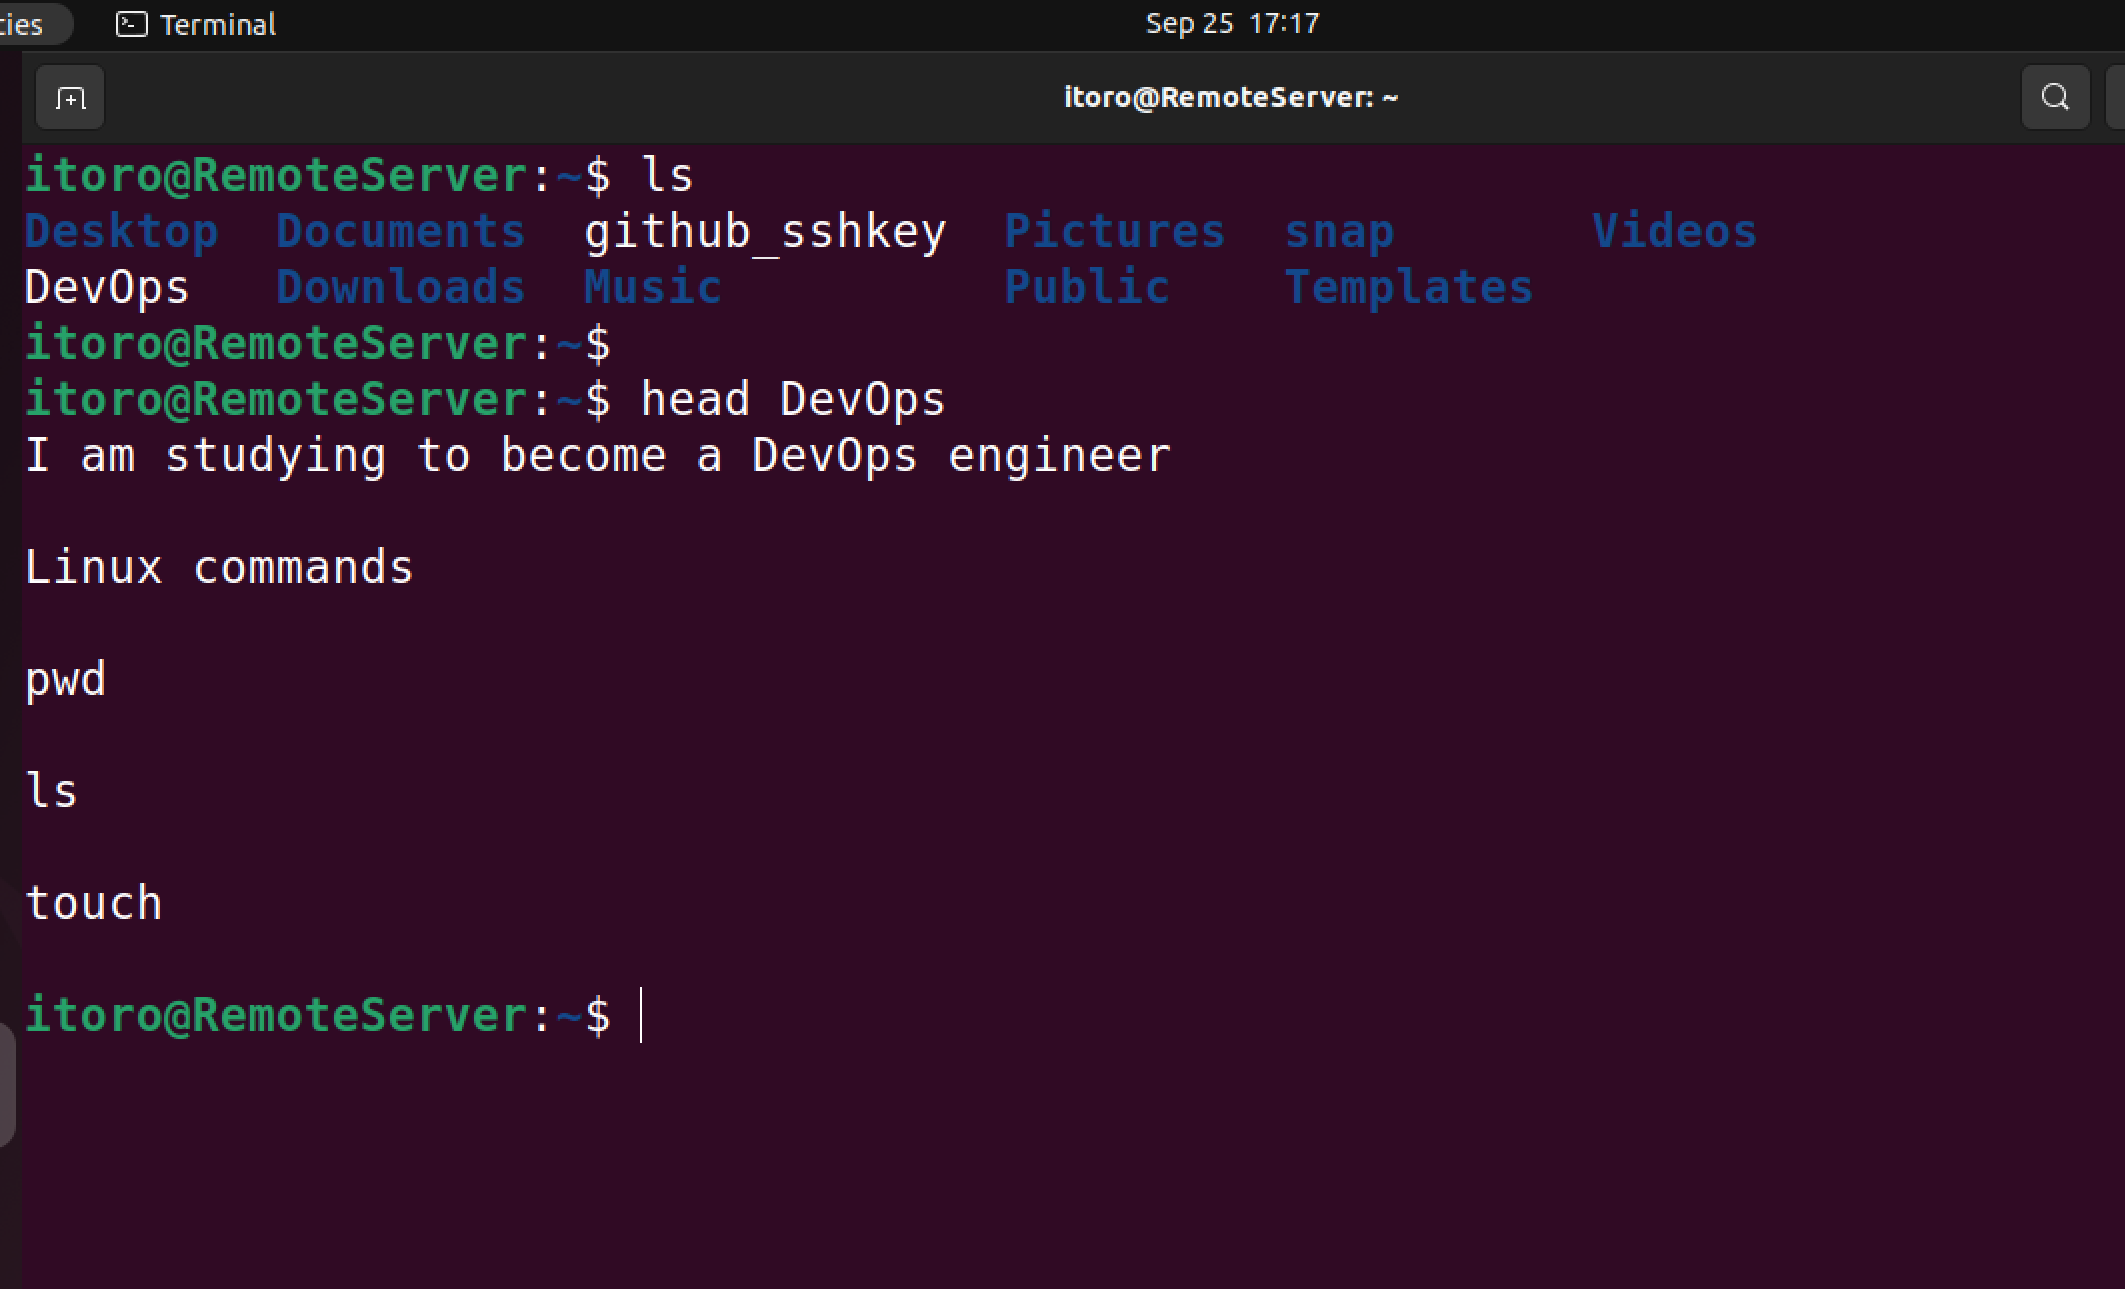 ties Terminal Sep 25 17:17
itoro@RemoteServer: ~
itoro@RemoteServer:~$ ls
Desktop Documents github_sshkey Pictures snap Videos
DevOps Downloads Music Public Templates
itoro@RemoteServer:~$
itoro@RemoteServer:~$ head DevOps
I am studying to become a DevOps engineer
Linux commands
pwd
ls
touch
itoro@RemoteServer:~$